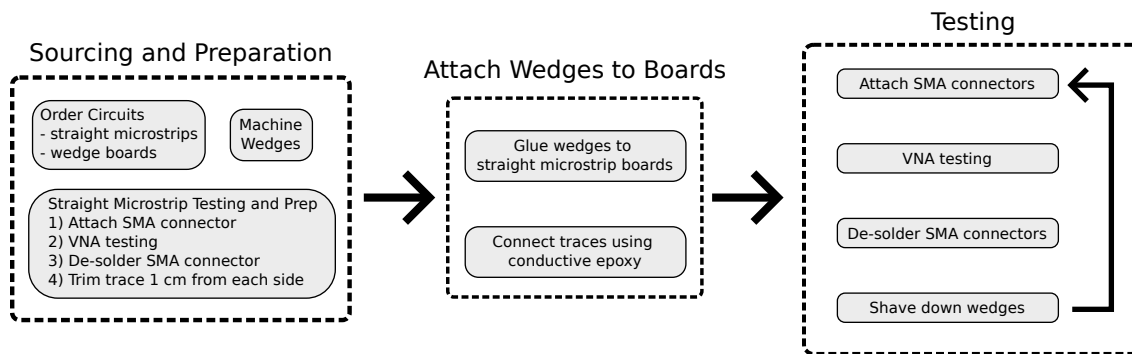 Sourcing and Preparation
Order Circuits
- straight microstrips
- wedge boards
Machine
Wedges
Straight Microstrip Testing and Prep
1) Attach SMA connector
2) VNA testing
3) De-solder SMA connector
4) Trim trace 1 cm from each side
Attach Wedges to Boards
Glue wedges to
straight microstrip boards
Connect traces using
conductive epoxy
Testing
Attach SMA connectors
VNA testing
De-solder SMA connectors
Shave down wedges